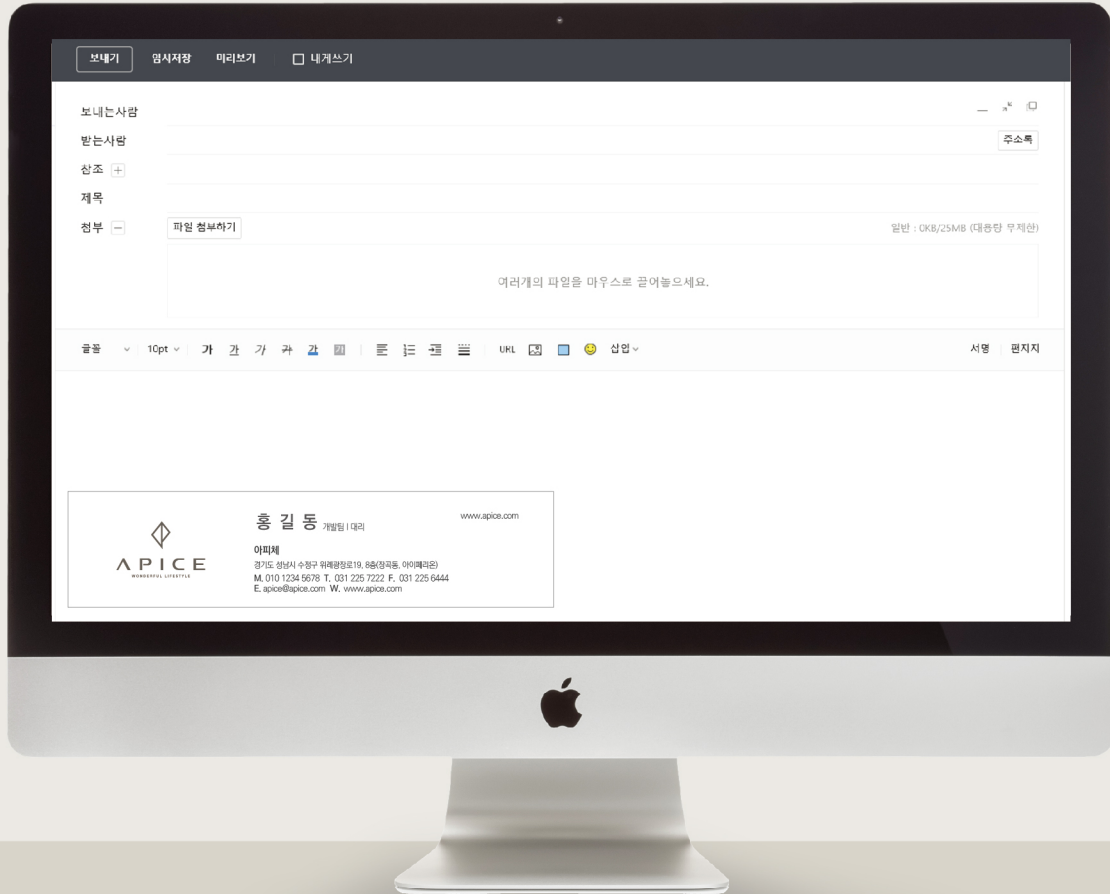 보내기 임시저장 미리보기 내게쓰기
보내는사람
받는사람 주소록
참조
제목
첨부 파일 첨부하기 일반 : 0KB/25MB (대용량 무제한)
여러개의 파일을 마우스로 끌어놓으세요.
굴꼴 10pt 가 가 가 가 가 가 URL 삽입 서명 편지지
홍 길 동 개발팀 | 대리 www.apice.com
아피체
경기도 성남시 수정구 위례광장로19, 8층(창곡동, 아이페리온)
M. 010 1234 5678 T. 031 225 7222 F. 031 225 6444
E. apice@apice.com W. www.apice.com
APICE
WONDERFUL LIFESTYLE